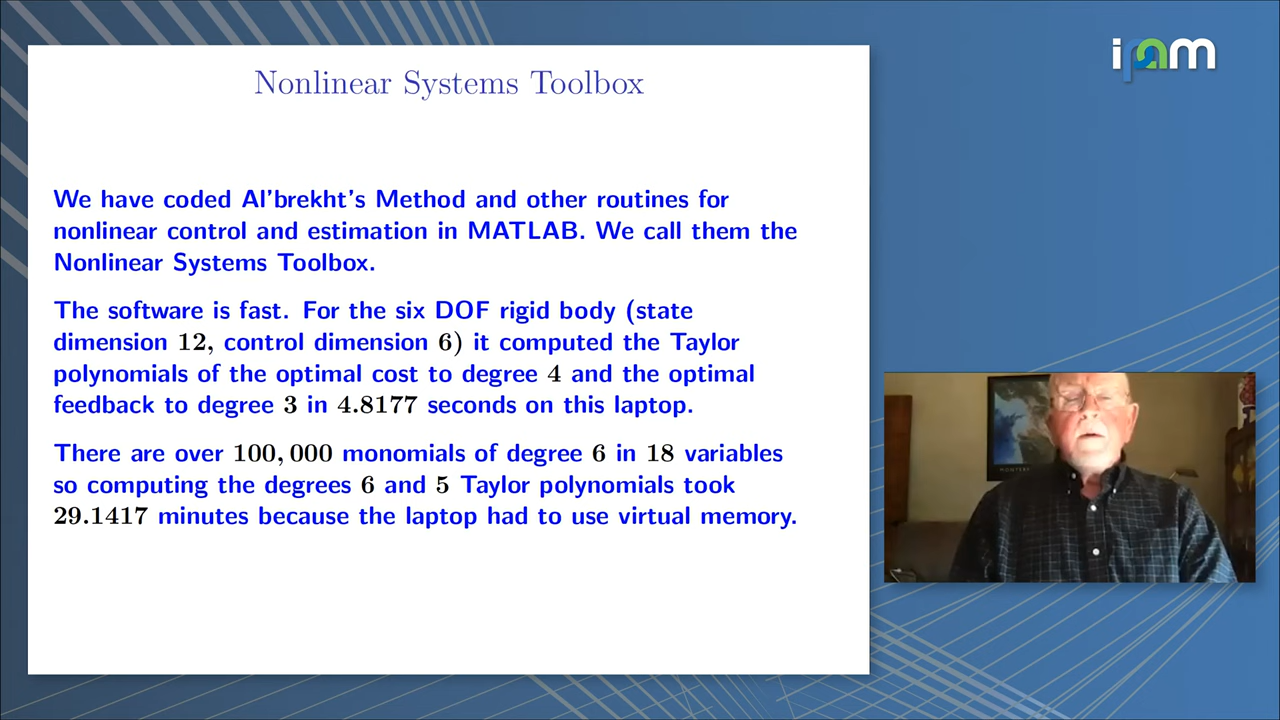 ipam
Nonlinear Systems Toolbox
We have coded Al'brekht's Method and other routines for
nonlinear control and estimation in MATLAB. We call them the
Nonlinear Systems Toolbox.
The software is fast. For the six DOF rigid body (state
dimension 12, control dimension 6) it computed the Taylor
polynomials of the optimal cost to degree 4 and the optimal
feedback to degree 3 in 4.8177 seconds on this laptop.
There are over 100,000 monomials of degree 6 in 18 variables
so computing the degrees 6 and 5 Taylor polynomials took
29.1417 minutes because the laptop had to use virtual memory.